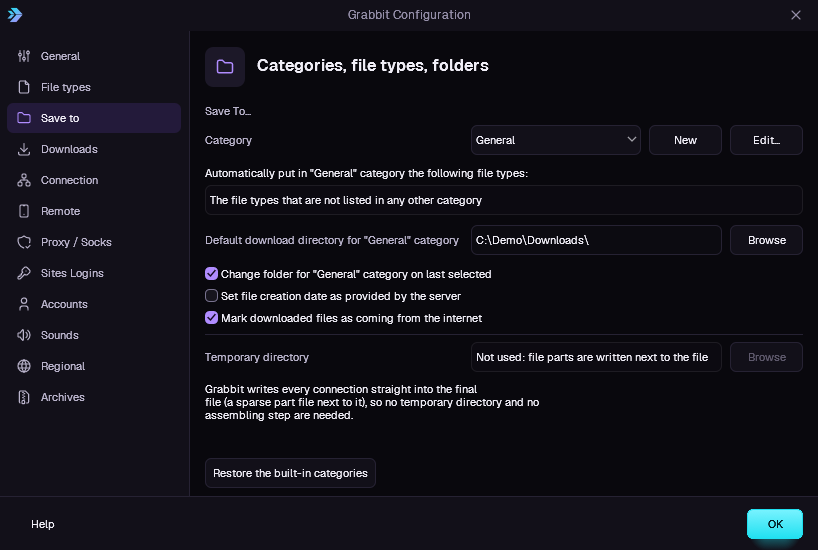 Grabbit Configuration
General
File types
Save to
Downloads
Connection
Remote
Proxy / Socks
Sites Logins
Accounts
Sounds
Regional
Archives
Categories, file types, folders
Save To...
Category
General
New
Edit...
Automatically put in "General" category the following file types:
The file types that are not listed in any other category
Default download directory for "General" category
C:\Demo\Downloads\
Browse
Change folder for "General" category on last selected
Set file creation date as provided by the server
Mark downloaded files as coming from the internet
Temporary directory
Not used: file parts are written next to the file
Browse
Grabbit writes every connection straight into the final
file (a sparse part file next to it), so no temporary directory and no
assembling step are needed.
Restore the built-in categories
Help
OK